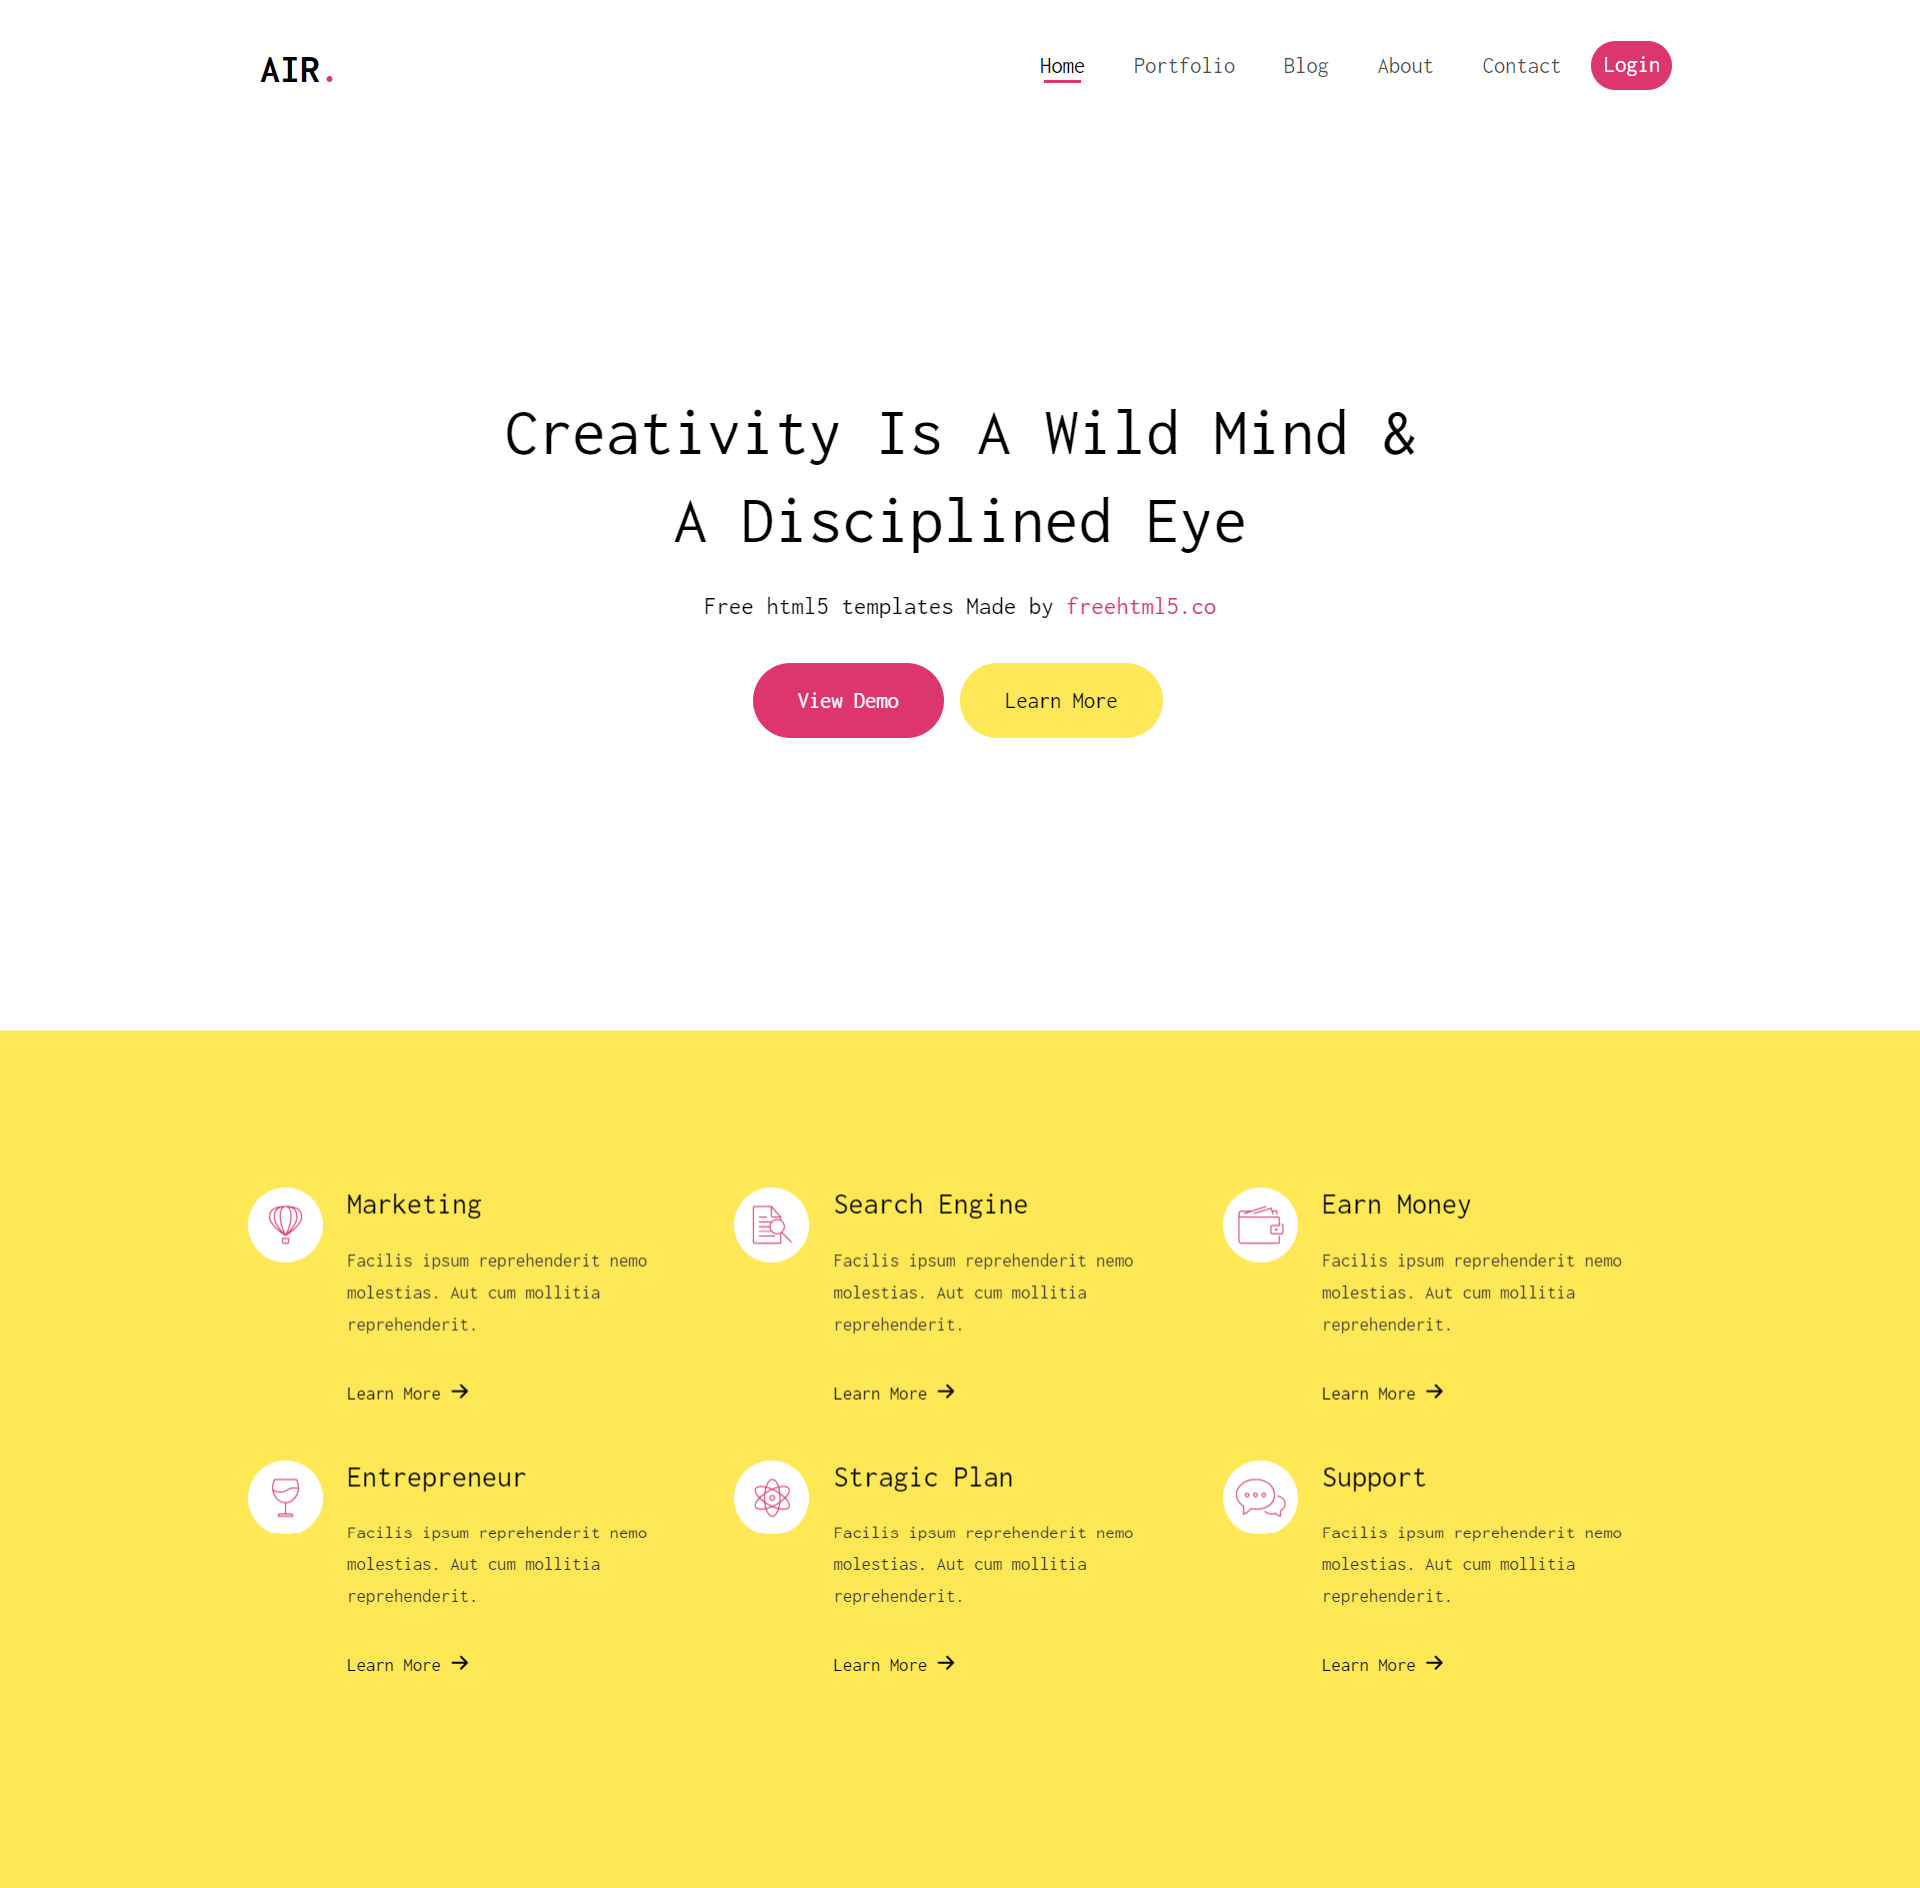 AIR.
Home Portfolio Blog About Contact Login
Creativity Is A Wild Mind &
A Disciplined Eye
Free html5 templates Made by freehtml5.co
View Demo Learn More
Marketing
Facilis ipsum reprehenderit nemo
molestias. Aut cum mollitia
reprehenderit.
Learn More
Search Engine
Facilis ipsum reprehenderit nemo
molestias. Aut cum mollitia
reprehenderit.
Learn More
Earn Money
Facilis ipsum reprehenderit nemo
molestias. Aut cum mollitia
reprehenderit.
Learn More
Entrepreneur
Facilis ipsum reprehenderit nemo
molestias. Aut cum mollitia
reprehenderit.
Learn More
Stragic Plan
Facilis ipsum reprehenderit nemo
molestias. Aut cum mollitia
reprehenderit.
Learn More
Support
Facilis ipsum reprehenderit nemo
molestias. Aut cum mollitia
reprehenderit.
Learn More